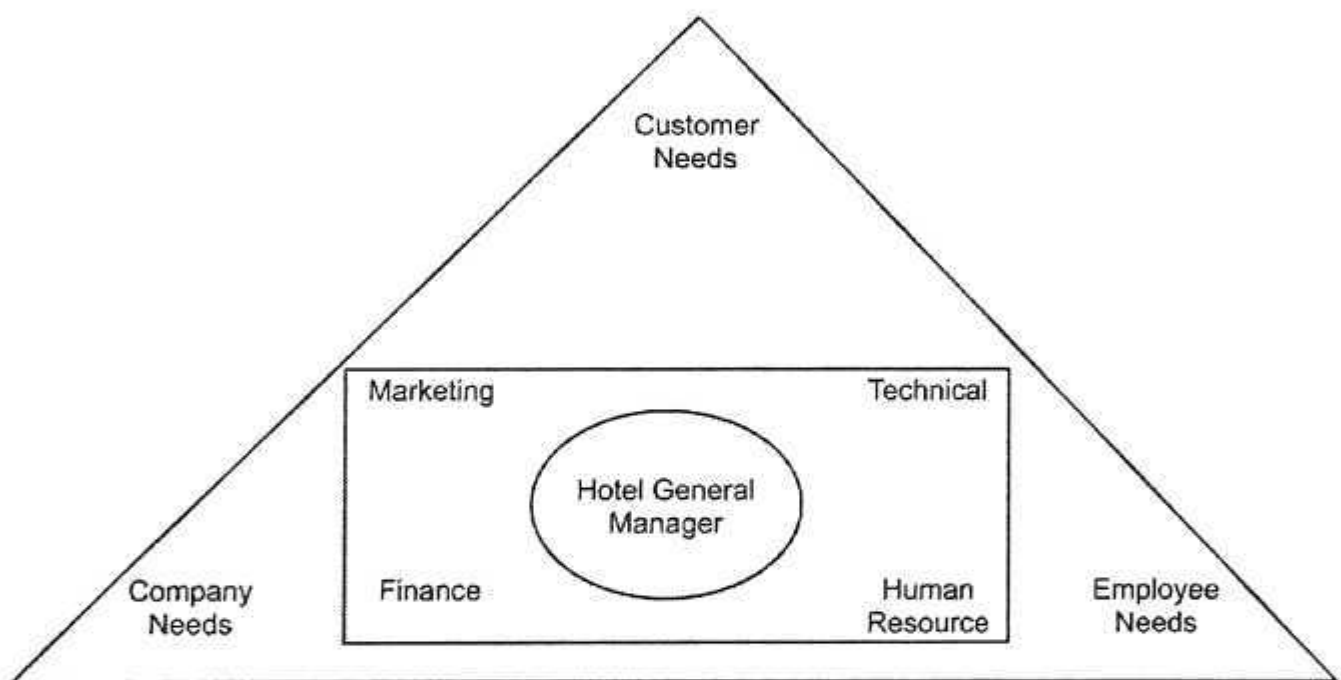 Customer
Needs
Marketing
Technical
Hotel General
Manager
Company
Needs
Finance
Human
Resource
Employee
Needs